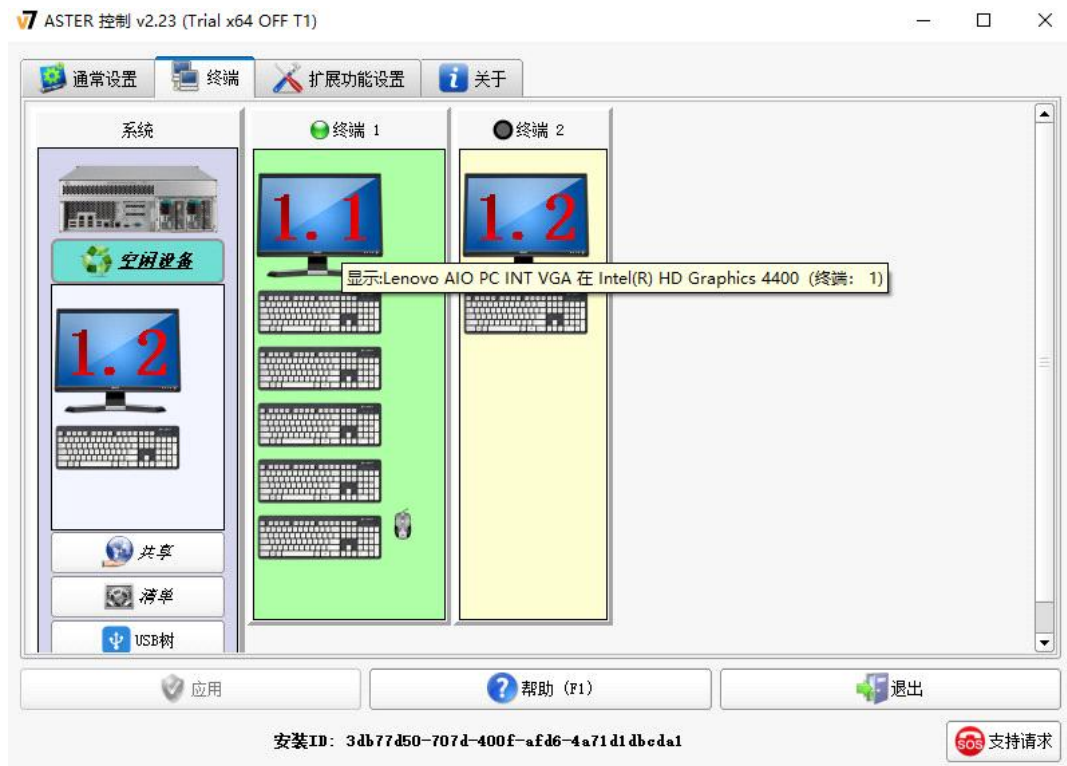 ASTER 控制 v2.23 (Trial x64 OFF T1)
通常设置 终端 扩展功能设置 关于
系统 终端 1 终端 2
1.1 1.2
空闲设备
显示:Lenovo AIO PC INT VGA 在 Intel(R) HD Graphics 4400 (终端: 1)
1.2
共享
清单
USB树
应用 帮助 (F1) 退出
安装ID: 3db77d50-707d-400f-afd6-4a71d1dbcda1
SOS 支持请求